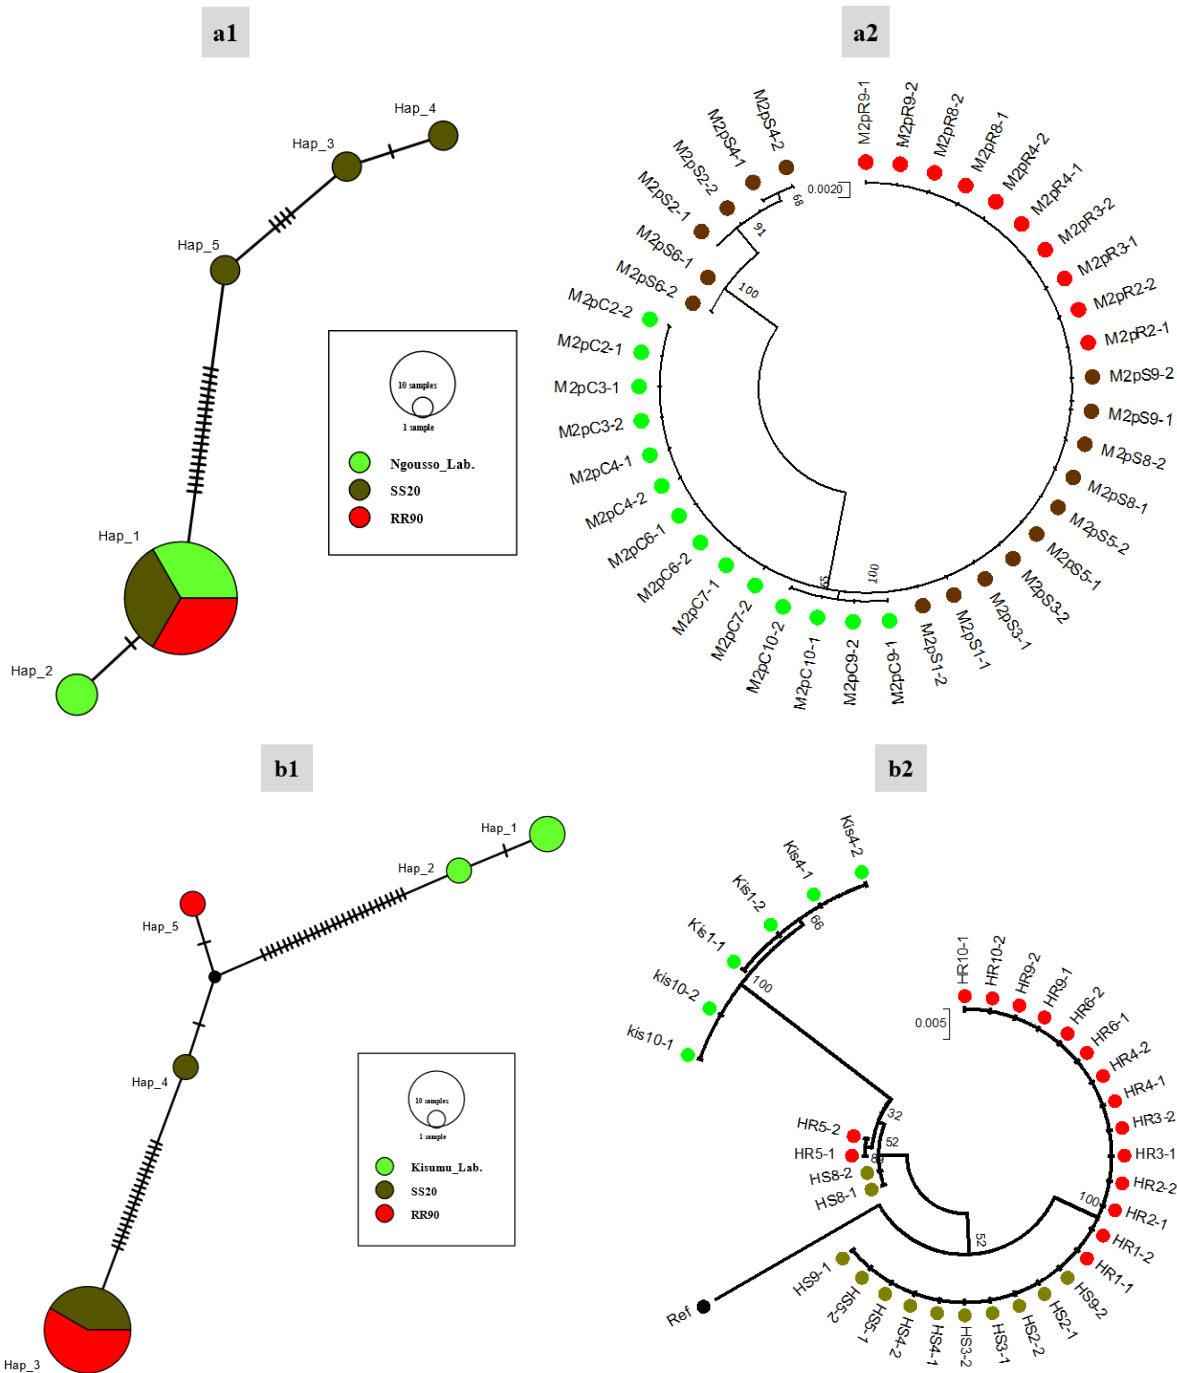 a1
Hap_4
Hap_3
Hap_5
Hap_1
Hap_2
10 samples
1 sample
Ngousso_Lab.
SS20
RR90
a2
M2pS4-2
M2pS4-1
M2pS2-2
M2pS2-1
M2pS6-1
M2pS6-2
M2pC2-2
M2pC2-1
M2pC3-1
M2pC3-2
M2pC4-1
M2pC4-2
M2pC6-1
M2pC6-2
M2pC7-1
M2pC7-2
M2pC10-2
M2pC10-1
M2pC9-2
M2pC9-1
M2pS1-2
M2pS1-1
M2pS3-1
M2pS3-2
M2pS5-1
M2pS5-2
M2pS8-1
M2pS8-2
M2pS9-1
M2pS9-2
M2pR2-1
M2pR2-2
M2pR3-1
M2pR3-2
M2pR4-1
M2pR4-2
M2pR8-1
M2pR8-2
M2pR9-2
M2pR9-1
0.0020
68
91
100
65
100
b1
Hap_1
Hap_2
Hap_5
Hap_4
Hap_3
10 samples
1 sample
Kisumu_Lab.
SS20
RR90
b2
Kis4-2
Kis4-1
Kis1-2
Kis1-1
kis10-2
kis10-1
66
100
0.005
HR10-1
HR10-2
HR9-2
HR9-1
HR6-2
HR6-1
HR4-2
HR4-1
HR3-2
HR3-1
HR2-2
HR2-1
HR1-2
HR1-1
HS9-2
HS2-1
HS2-2
HS3-1
HS3-2
HS4-1
HS4-2
HS5-1
HS5-2
HS9-1
HR5-2
HR5-1
HS8-2
HS8-1
32
52
100
52
Ref